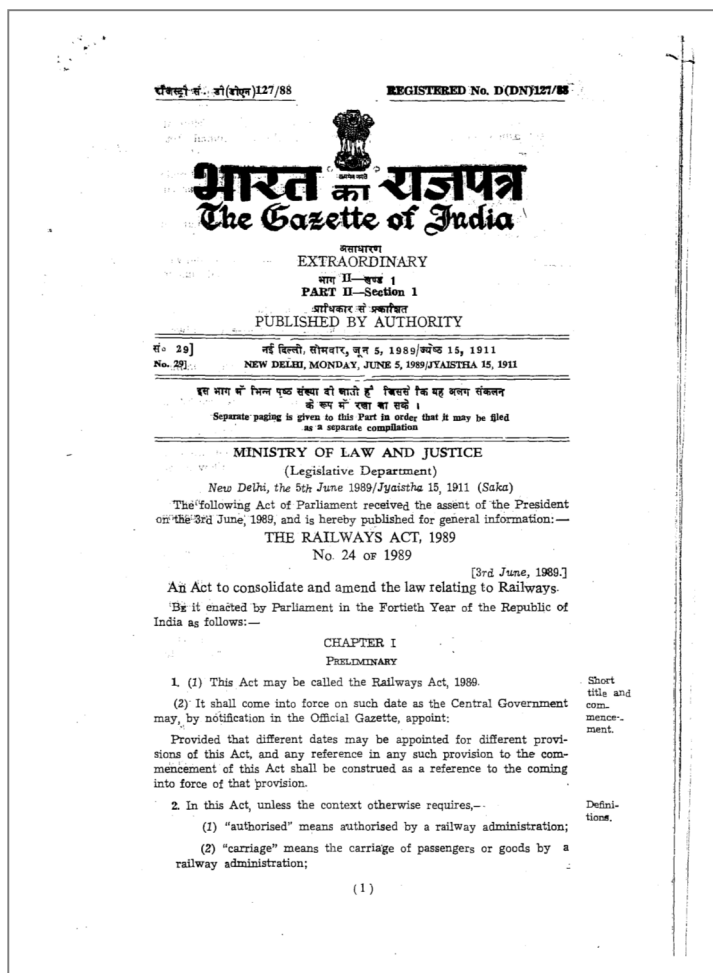 रजिस्ट्री सं. डी(डीएन)127/88
REGISTERED No. D(DN)127/88
भारत का राजपत्र
The Gazette of India
असाधारण
EXTRAORDINARY
भाग II—खण्ड 1
PART II—Section 1
प्राधिकार से प्रकाशित
PUBLISHED BY AUTHORITY
सं० 29]
नई दिल्ली, सोमवार, जून 5, 1989/ज्येष्ठ 15, 1911
No. 29]
NEW DELHI, MONDAY, JUNE 5, 1989/JYAISTHA 15, 1911
इस भाग में भिन्न पृष्ठ संख्या दी जाती है जिससे कि यह अलग संकलन
के रूप में रखा जा सके ।
Separate paging is given to this Part in order that it may be filed
as a separate compilation
MINISTRY OF LAW AND JUSTICE
(Legislative Department)
New Delhi, the 5th June 1989/Jyaistha 15, 1911 (Saka)
The following Act of Parliament received the assent of the President
on the 3rd June, 1989, and is hereby published for general information:—
THE RAILWAYS ACT, 1989
No. 24 OF 1989
[3rd June, 1989.]
An Act to consolidate and amend the law relating to Railways.
BE it enacted by Parliament in the Fortieth Year of the Republic of
India as follows:—
CHAPTER I
PRELIMINARY
1. (1) This Act may be called the Railways Act, 1989.
Short
title and
com-
mence-
ment.
(2) It shall come into force on such date as the Central Government
may, by notification in the Official Gazette, appoint:
Provided that different dates may be appointed for different provi-
sions of this Act, and any reference in any such provision to the com-
mencement of this Act shall be construed as a reference to the coming
into force of that provision.
2. In this Act, unless the context otherwise requires,—
Defini-
tions.
(1) "authorised" means authorised by a railway administration;
(2) "carriage" means the carriage of passengers or goods by a
railway administration;
(1)